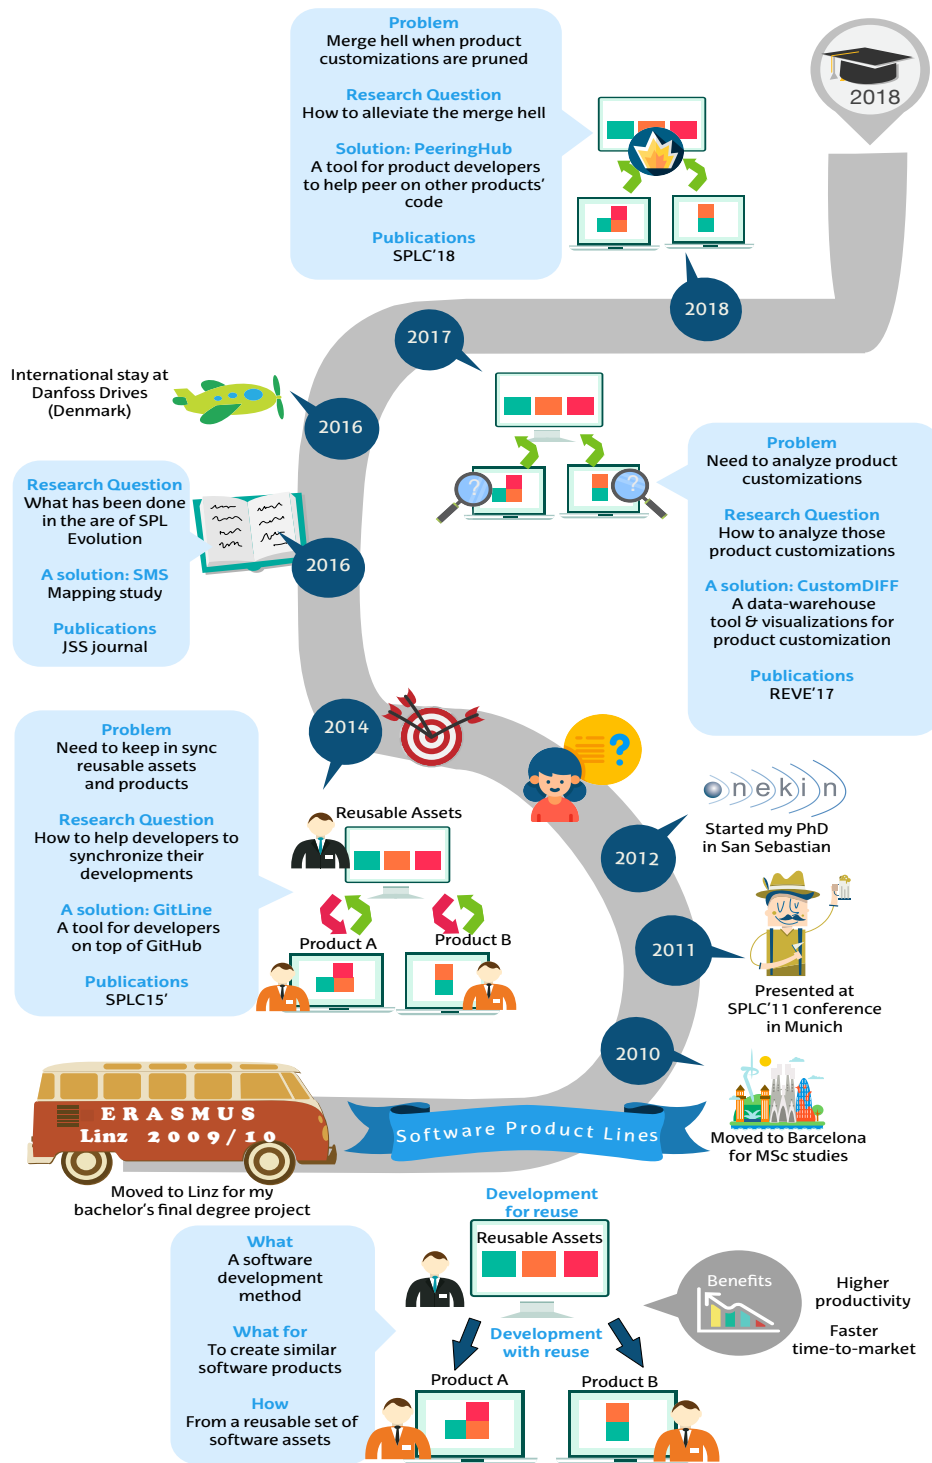 Problem
Merge hell when product
customizations are pruned
Research Question
How to alleviate the merge hell
Solution: PeeringHub
A tool for product developers
to help peer on other products’
code
Publications
SPLC’18
2018
2018
2017
International stay at
Danfoss Drives
(Denmark)
2016
Problem
Need to analyze product
customizations
Research Question
How to analyze those
product customizations
A solution: CustomDIFF
A data-warehouse
tool & visualizations for
product customization
Publications
REVE’17
?
?
Research Question
What has been done
in the are of SPL
Evolution
A solution: SMS
Mapping study
Publications
JSS journal
2016
2014
?
Problem
Need to keep in sync
reusable assets
and products
Research Question
How to help developers to
synchronize their
developments
A solution: GitLine
A tool for developers
on top of GitHub
Publications
SPLC15’
Reusable Assets
Product A
Product B
onekin
Started my PhD
in San Sebastian
2012
2011
Presented at
SPLC’11 conference
in Munich
2010
Moved to Barcelona
for MSc studies
ERASMUS
Linz 2009/10
Software Product Lines
Moved to Linz for my
bachelor’s final degree project
What
A software
development
method
What for
To create similar
software products
How
From a reusable set of
software assets
Development
for reuse
Reusable Assets
Development
with reuse
Product A
Product B
Benefits
Higher
productivity
Faster
time-to-market